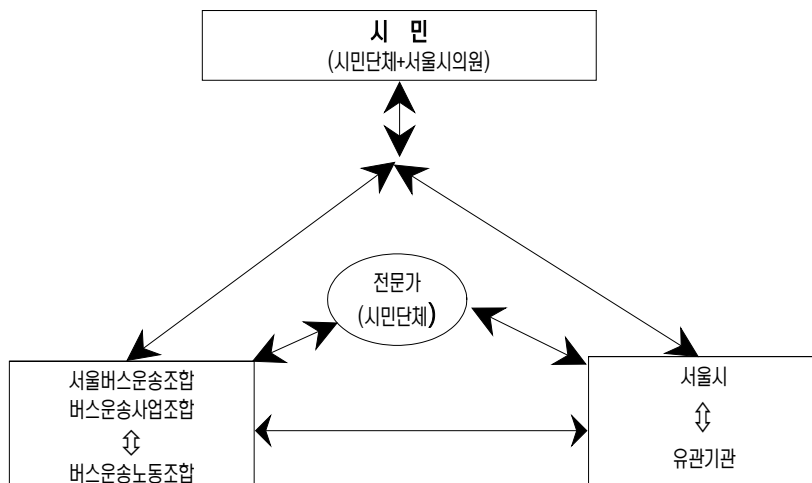 시 민
(시민단체+서울시의원)
전문가
(시민단체)
서울버스운송조합
버스운송사업조합
⇕
버스운송노동조합
서울시
⇕
유관기관